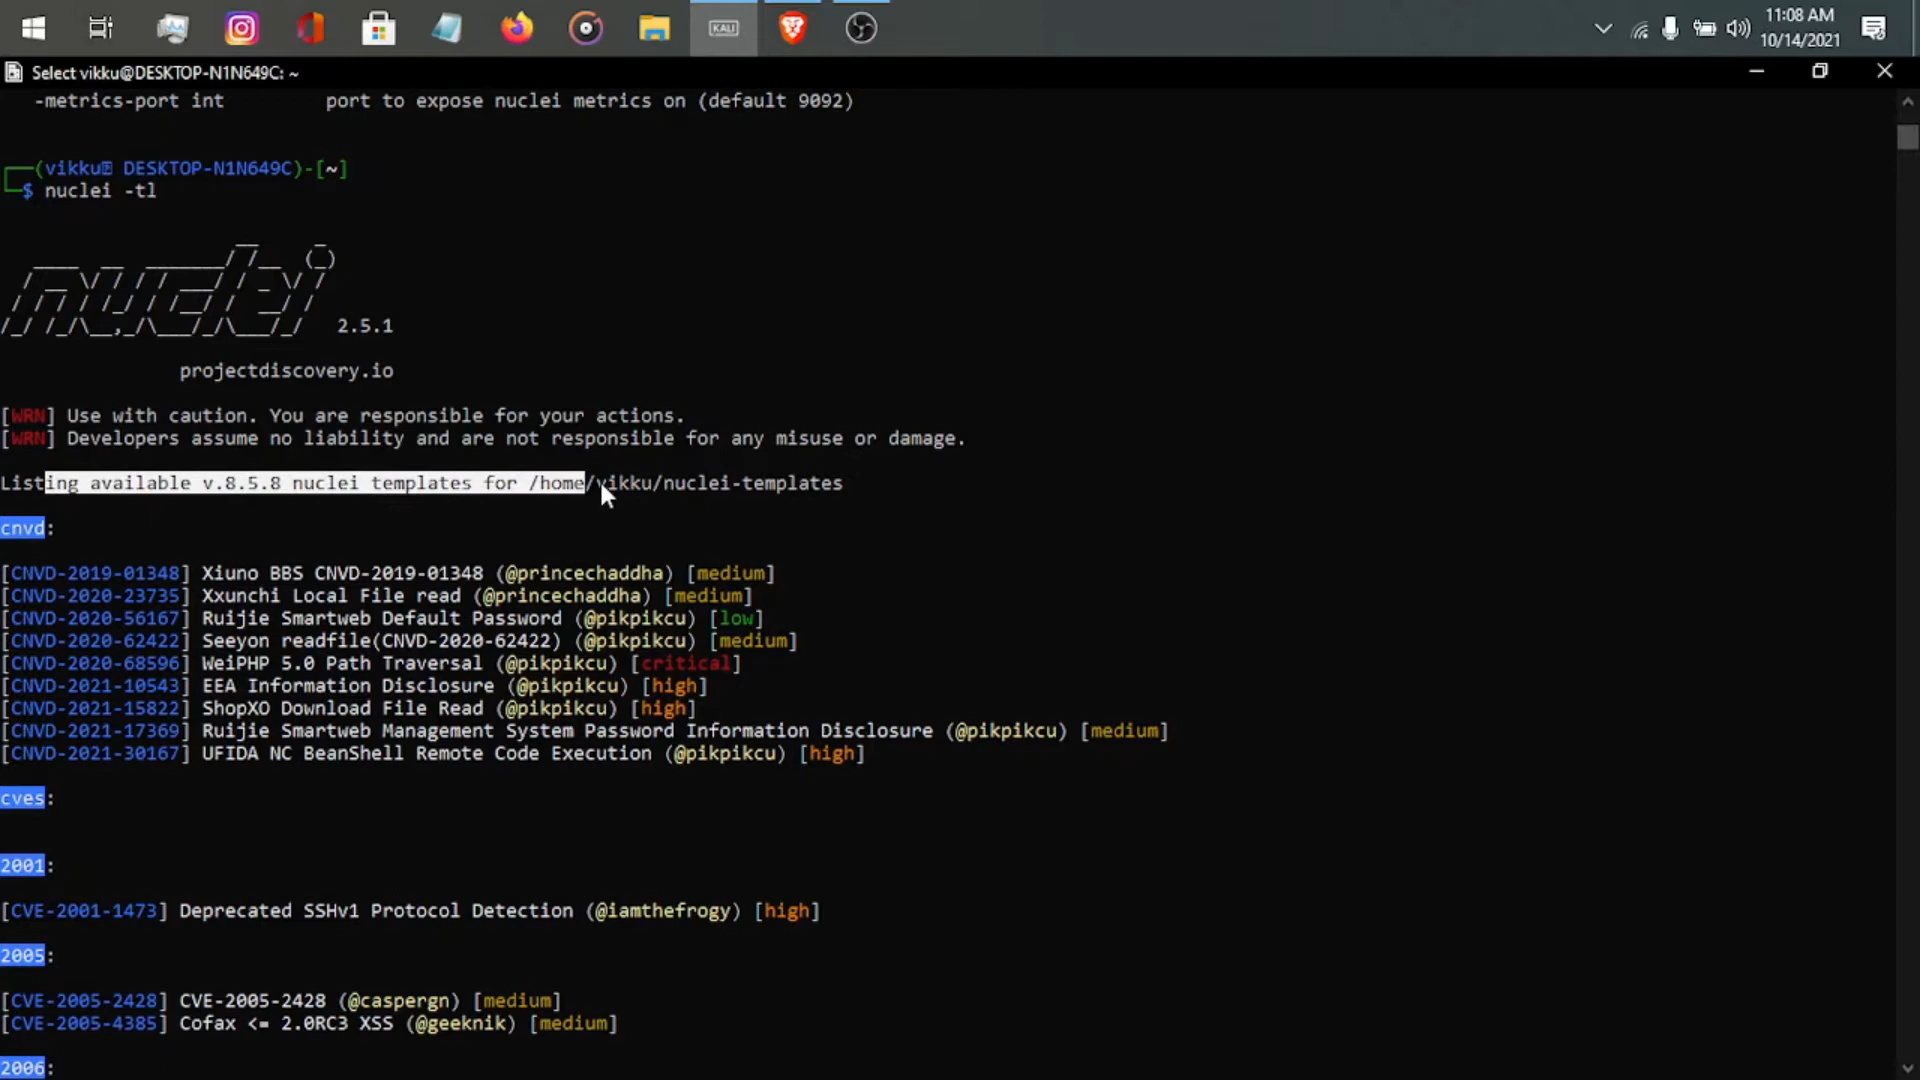 11:08 AM
KALI
10/14/2021
Select vikku@DESKTOP-N1N649C: ~
-metrics-port int port to expose nuclei metrics on (default 9092)
(vikku DESKTOP-N1N649C)-[~]
$ nuclei -tl
nuclei 2.5.1
projectdiscovery.io
[WRN] Use with caution. You are responsible for your actions.
[WRN] Developers assume no liability and are not responsible for any misuse or damage.
Listing available v.8.5.8 nuclei templates for /home/vikku/nuclei-templates
cnvd:
[CNVD-2019-01348] Xiuno BBS CNVD-2019-01348 (@princechaddha) [medium]
[CNVD-2020-23735] Xxunchi Local File read (@princechaddha) [medium]
[CNVD-2020-56167] Ruijie Smartweb Default Password (@pikpikcu) [low]
[CNVD-2020-62422] Seeyon readfile(CNVD-2020-62422) (@pikpikcu) [medium]
[CNVD-2020-68596] WeiPHP 5.0 Path Traversal (@pikpikcu) [critical]
[CNVD-2021-10543] EEA Information Disclosure (@pikpikcu) [high]
[CNVD-2021-15822] ShopXO Download File Read (@pikpikcu) [high]
[CNVD-2021-17369] Ruijie Smartweb Management System Password Information Disclosure (@pikpikcu) [medium]
[CNVD-2021-30167] UFIDA NC BeanShell Remote Code Execution (@pikpikcu) [high]
cves:
2001:
[CVE-2001-1473] Deprecated SSHv1 Protocol Detection (@iamthefrogy) [high]
2005:
[CVE-2005-2428] CVE-2005-2428 (@caspergn) [medium]
[CVE-2005-4385] Cofax <= 2.0RC3 XSS (@geeknik) [medium]
2006: